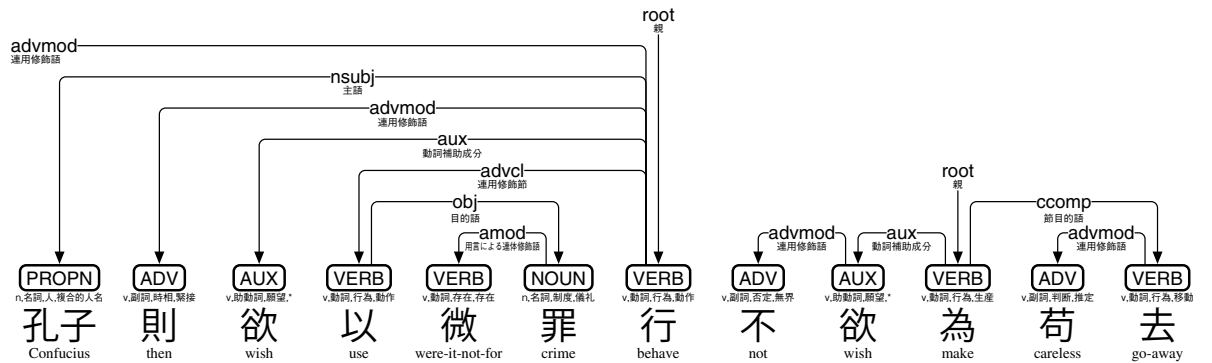 root
親
advmod
連用修飾語
nsubj
主語
advmod
連用修飾語
aux
動詞補助成分
advcl
連用修飾節
root
親
obj
目的語
ccomp
節目的語
amod
用言による連体修飾語
advmod
連用修飾語
aux
動詞補助成分
advmod
連用修飾語
PROPN ADV AUX VERB VERB NOUN VERB ADV AUX VERB ADV VERB
n,名詞,人,複合的人名 v,副詞,時相,緊接 v,助動詞,願望,* v,動詞,行為,動作 v,動詞,存在,存在 n,名詞,制度,儀礼 v,動詞,行為,動作 v,副詞,否定,無界 v,助動詞,願望,* v,動詞,行為,生産 v,副詞,判断,推定 v,動詞,行為,移動
孔子 則 欲 以 微 罪 行 不 欲 為 苟 去
Confucius then wish use were-it-not-for crime behave not wish make careless go-away